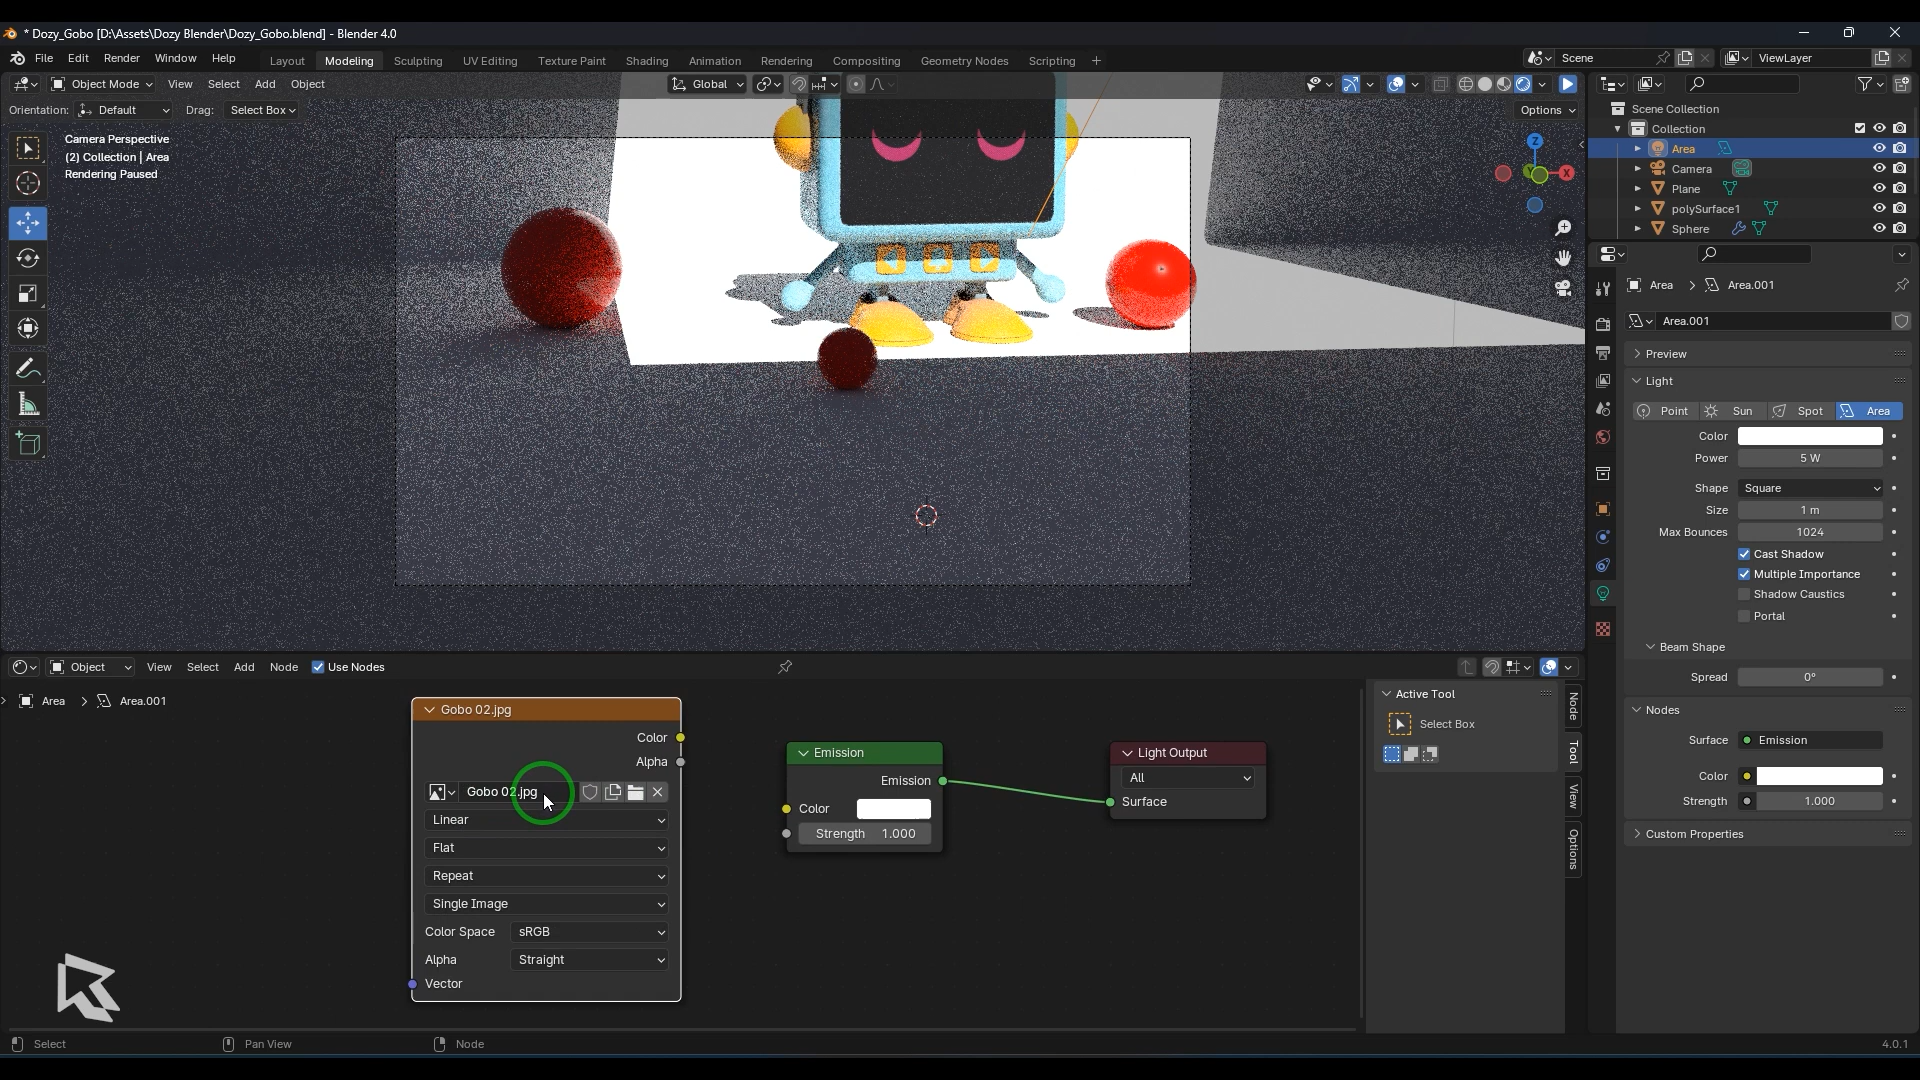 * Dozy_Gobo [D:\Assets\Dozy Blender\Dozy_Gobo.blend] - Blender 4.0
File Edit Render Window Help Layout Modeling Sculpting UV Editing Texture Paint Shading Animation Rendering Compositing Geometry Nodes Scripting + Scene ViewLayer
Object Mode View Select Add Object Global
Orientation: Default Drag: Select Box Options
Camera Perspective
(2) Collection | Area
Rendering Paused
Z
X
Scene Collection
Collection
Area
Camera
Plane
polySurface1
Sphere
Area > Area.001
Area.001
Preview
Light
Point Sun Spot Area
Color
Power 5 W
Shape Square
Size 1 m
Max Bounces 1024
Cast Shadow
Multiple Importance
Shadow Caustics
Portal
Beam Shape
Spread 0°
Nodes
Surface Emission
Color
Strength 1.000
Custom Properties
Object View Select Add Node Use Nodes
Area > Area.001
Gobo 02.jpg
Color
Alpha
Gobo 02.jpg
Linear
Flat
Repeat
Single Image
Color Space sRGB
Alpha Straight
Vector
Emission
Emission
Color
Strength 1.000
Light Output
All
Surface
Active Tool
Select Box
Node
Tool
View
Options
Select Pan View Node 4.0.1